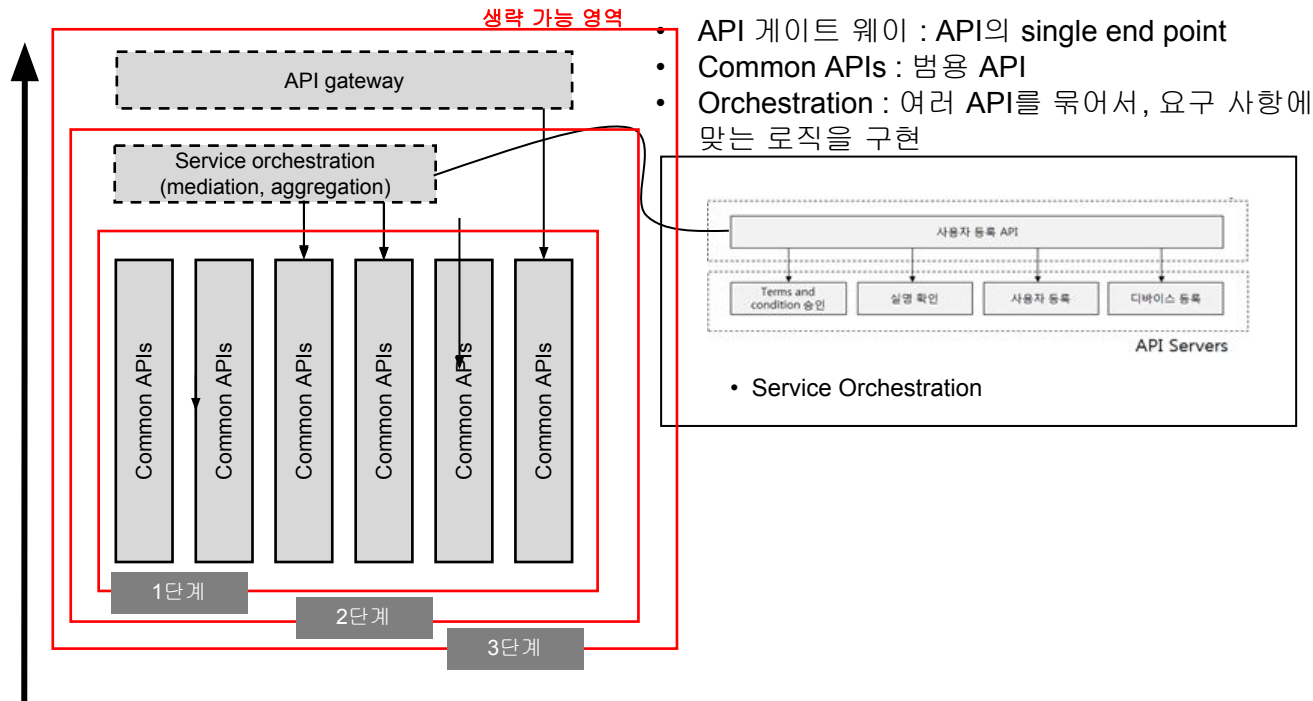 생략 가능 영역
API gateway
Service orchestration
(mediation, aggregation)
Common APIs
Common APIs
Common APIs
Common APIs
Common APIs
Common APIs
1단계
2단계
3단계
• API 게이트 웨이 : API의 single end point
• Common APIs : 범용 API
• Orchestration : 여러 API를 묶어서, 요구 사항에
맞는 로직을 구현
사용자 등록 API
Terms and
condition 승인
실명 확인
사용자 등록
디바이스 등록
API Servers
• Service Orchestration